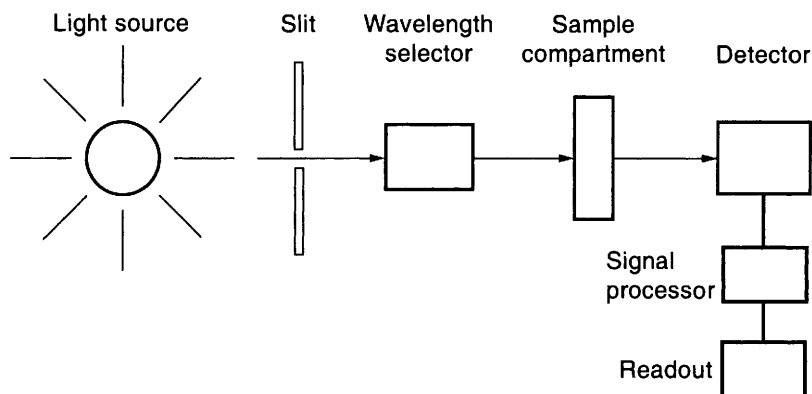 Light source
Slit
Wavelength
selector
Sample
compartment
Detector
Signal
processor
Readout